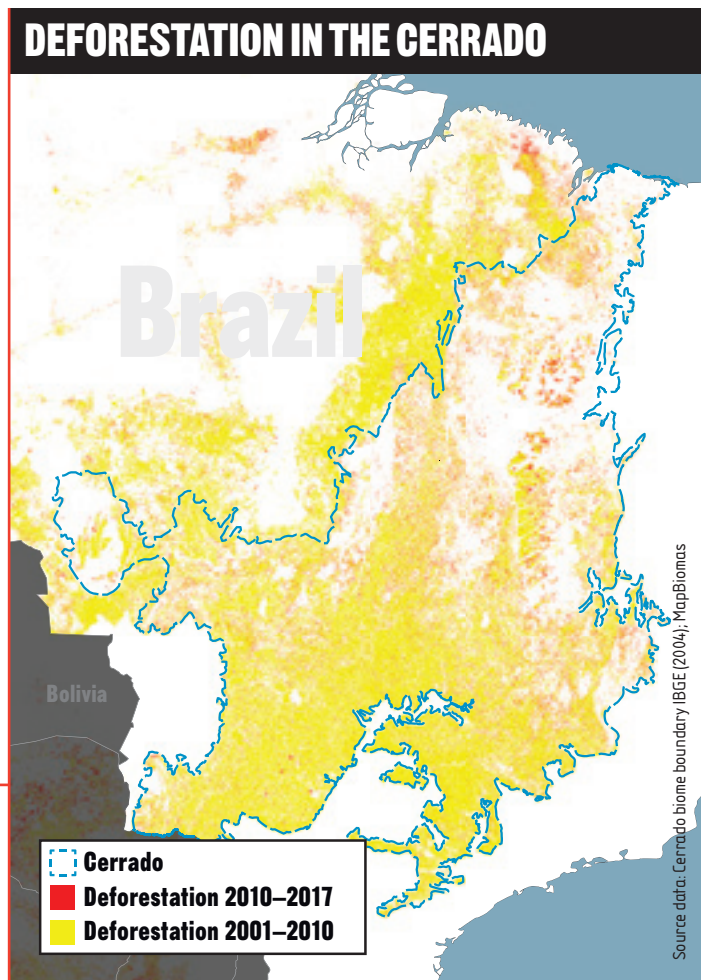 DEFORESTATION IN THE CERRADO
Brazil
Bolivia
Cerrado
Deforestation 2010–2017
Deforestation 2001–2010
Source data: Cerrado biome boundary IBGE (2004); MapBiomas